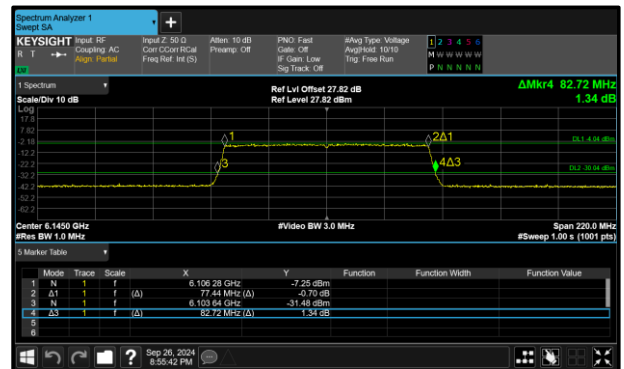 Spectrum Analyzer 1
Swept SA
+
KEYSIGHT Input: RF Input Z: 50 Ω Atten: 10 dB PNO: Fast #Avg Type: Voltage 1 2 3 4 5 6
R T Coupling: AC Corr CCorr RCal Preamp: Off Gate: Off Avg|Hold: 10/10 M W W W W W
Align: Partial Freq Ref: Int (S) IF Gain: Low Trig: Free Run P N N N N N
Sig Track: Off
1 Spectrum Ref Lvl Offset 27.82 dB ΔMkr4 82.72 MHz
Scale/Div 10 dB Ref Level 27.82 dBm 1.34 dB
Log
17.8
7.82
-2.18
-12.2
-22.2
-32.2
-42.2
-52.2
-62.2
1
2Δ1
3
4Δ3
DL1 -4.04 dBm
DL2 -30.04 dBm
Center 6.1450 GHz #Video BW 3.0 MHz Span 220.0 MHz
#Res BW 1.0 MHz #Sweep 1.00 s (1001 pts)
5 Marker Table
Mode Trace Scale X Y Function Function Width Function Value
1 N 1 f 6.106 28 GHz -7.25 dBm
2 Δ1 1 f (Δ) 77.44 MHz (Δ) -0.70 dB
3 N 1 f 6.103 64 GHz -31.48 dBm
4 Δ3 1 f (Δ) 82.72 MHz (Δ) 1.34 dB
5
6
? Sep 26, 2024
8:55:42 PM